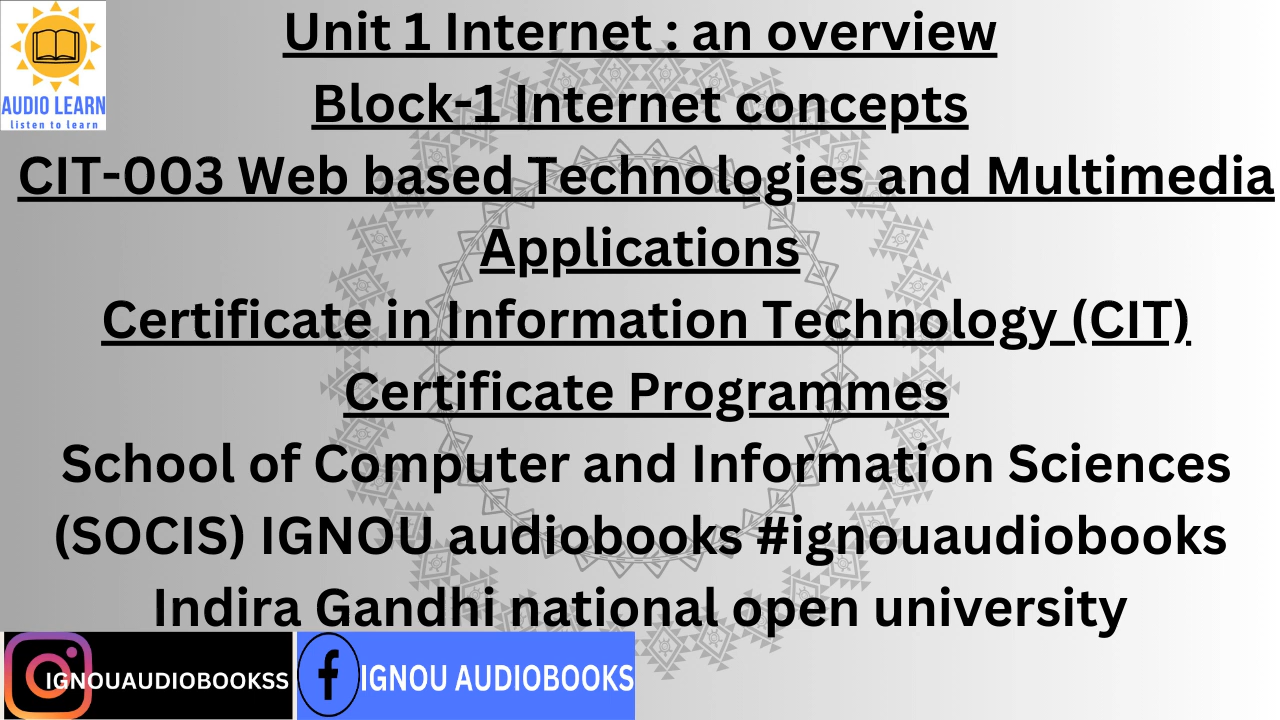 AUDIO LEARN
listen to learn
Unit 1 Internet : an overview
Block-1 Internet concepts
CIT-003 Web based Technologies and Multimedia
Applications
Certificate in Information Technology (CIT)
Certificate Programmes
School of Computer and Information Sciences
(SOCIS) IGNOU audiobooks #ignouaudiobooks
Indira Gandhi national open university
IGNOUAUDIOBOOKSS
IGNOU AUDIOBOOKS